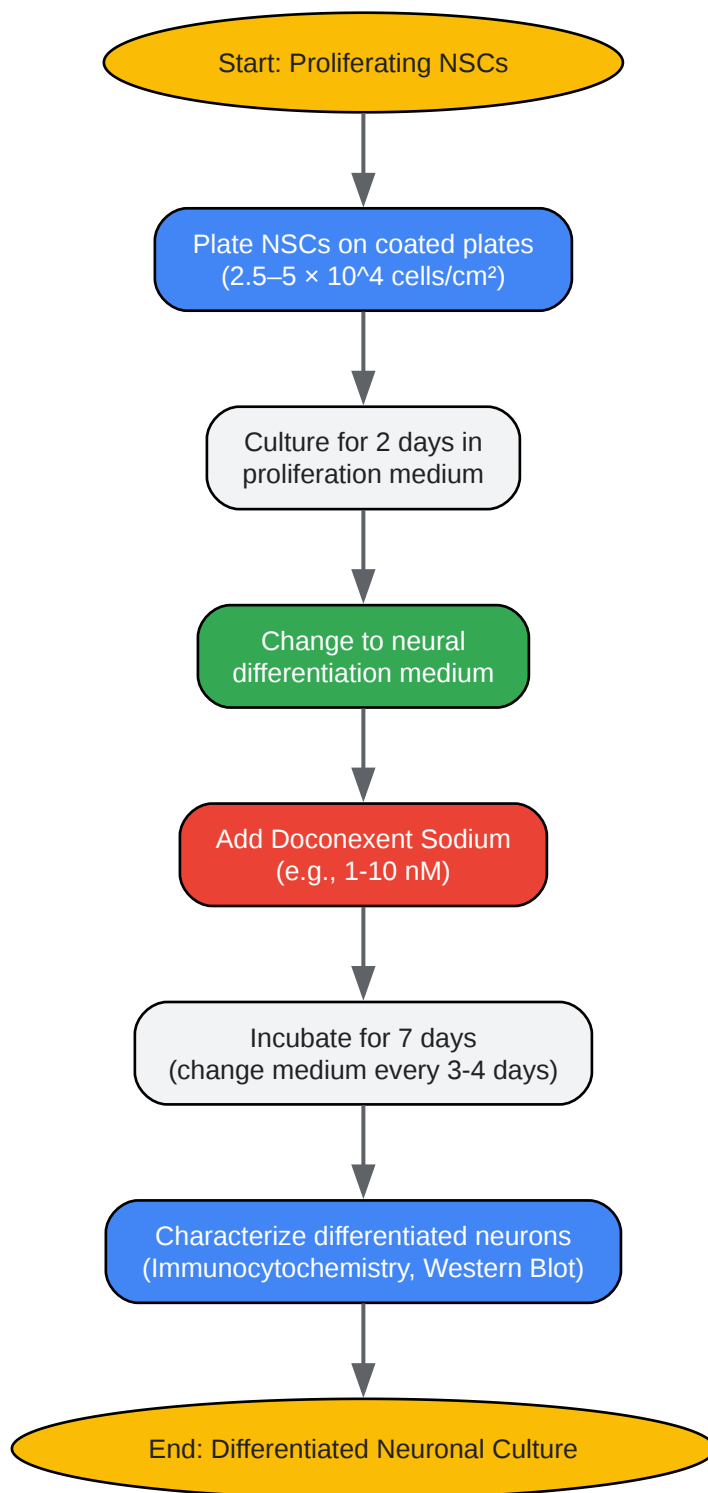 Start: Proliferating NSCs
Plate NSCs on coated plates
(2.5–5 × 10^4 cells/cm²)
Culture for 2 days in
proliferation medium
Change to neural
differentiation medium
Add Doconexent Sodium
(e.g., 1-10 nM)
Incubate for 7 days
(change medium every 3-4 days)
Characterize differentiated neurons
(Immunocytochemistry, Western Blot)
End: Differentiated Neuronal Culture